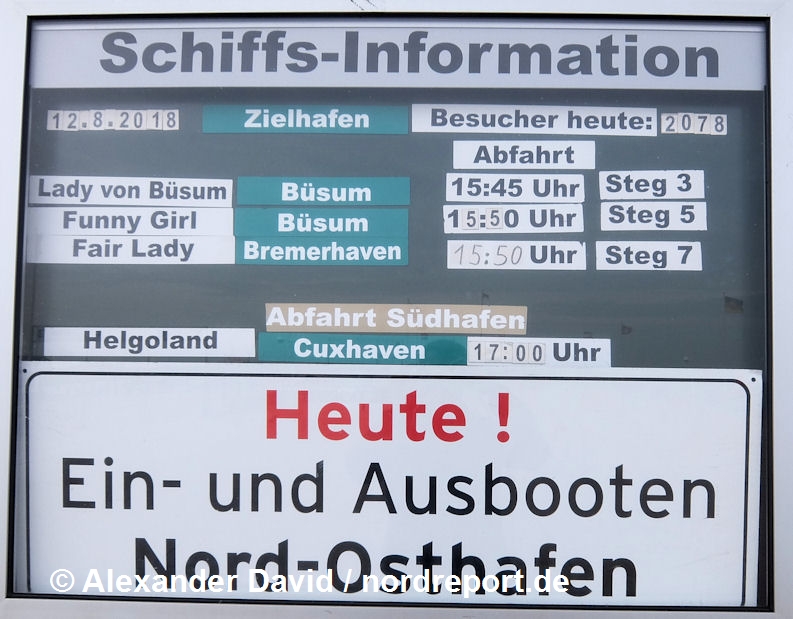 Schiffs-Information
12.8.2018 Zielhafen Besucher heute: 2078
Abfahrt
Lady von Büsum Büsum 15:45 Uhr Steg 3
Funny Girl Büsum 15:50 Uhr Steg 5
Fair Lady Bremerhaven 15:50 Uhr Steg 7
Abfahrt Südhafen
Helgoland Cuxhaven 17:00 Uhr
Heute !
Ein- und Ausbooten
Nord-Osthafen
© Alexander David / nordreport.de